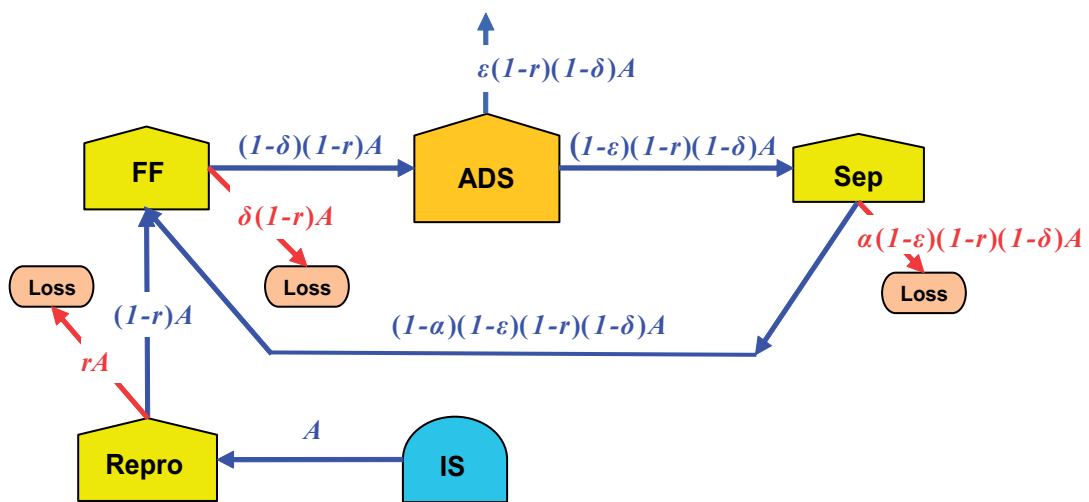 ε(1-r)(1-δ)A
(1-δ)(1-r)A
(1-ε)(1-r)(1-δ)A
FF
ADS
Sep
δ(1-r)A
α(1-ε)(1-r)(1-δ)A
Loss
Loss
Loss
(1-r)A
(1-α)(1-ε)(1-r)(1-δ)A
rA
A
Repro
IS